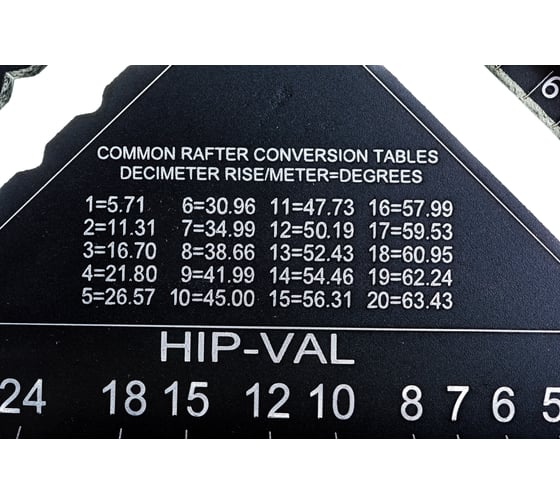 6
COMMON RAFTER CONVERSION TABLES
DECIMETER RISE/METER=DEGREES
1=5.71 6=30.96 11=47.73 16=57.99
2=11.31 7=34.99 12=50.19 17=59.53
3=16.70 8=38.66 13=52.43 18=60.95
4=21.80 9=41.99 14=54.46 19=62.24
5=26.57 10=45.00 15=56.31 20=63.43
HIP-VAL
24 18 15 12 10 8 7 6 5